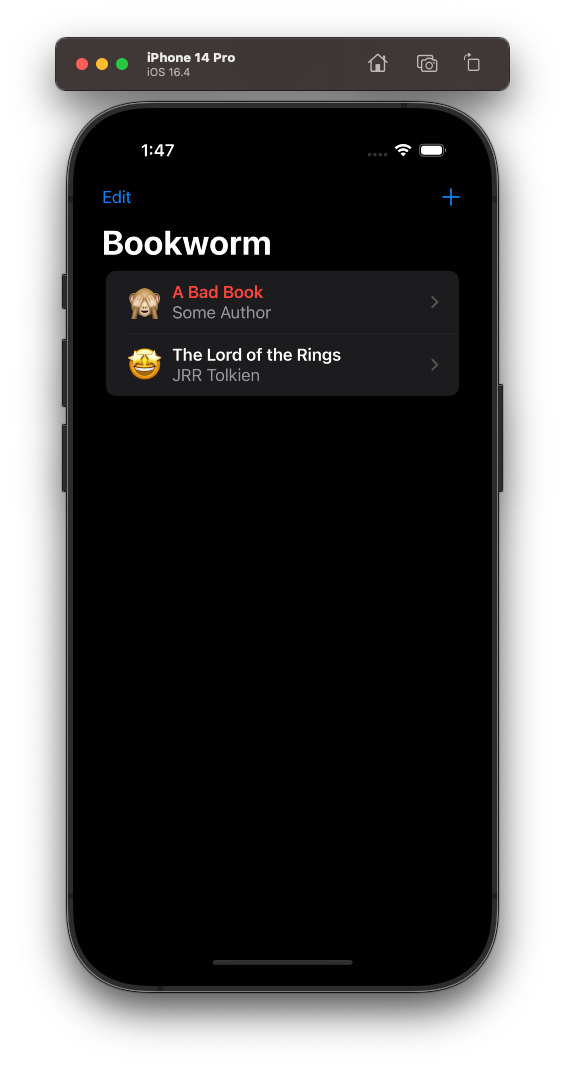 iPhone 14 Pro
iOS 16.4
1:47
Edit
Bookworm
A Bad Book
Some Author
The Lord of the Rings
JRR Tolkien